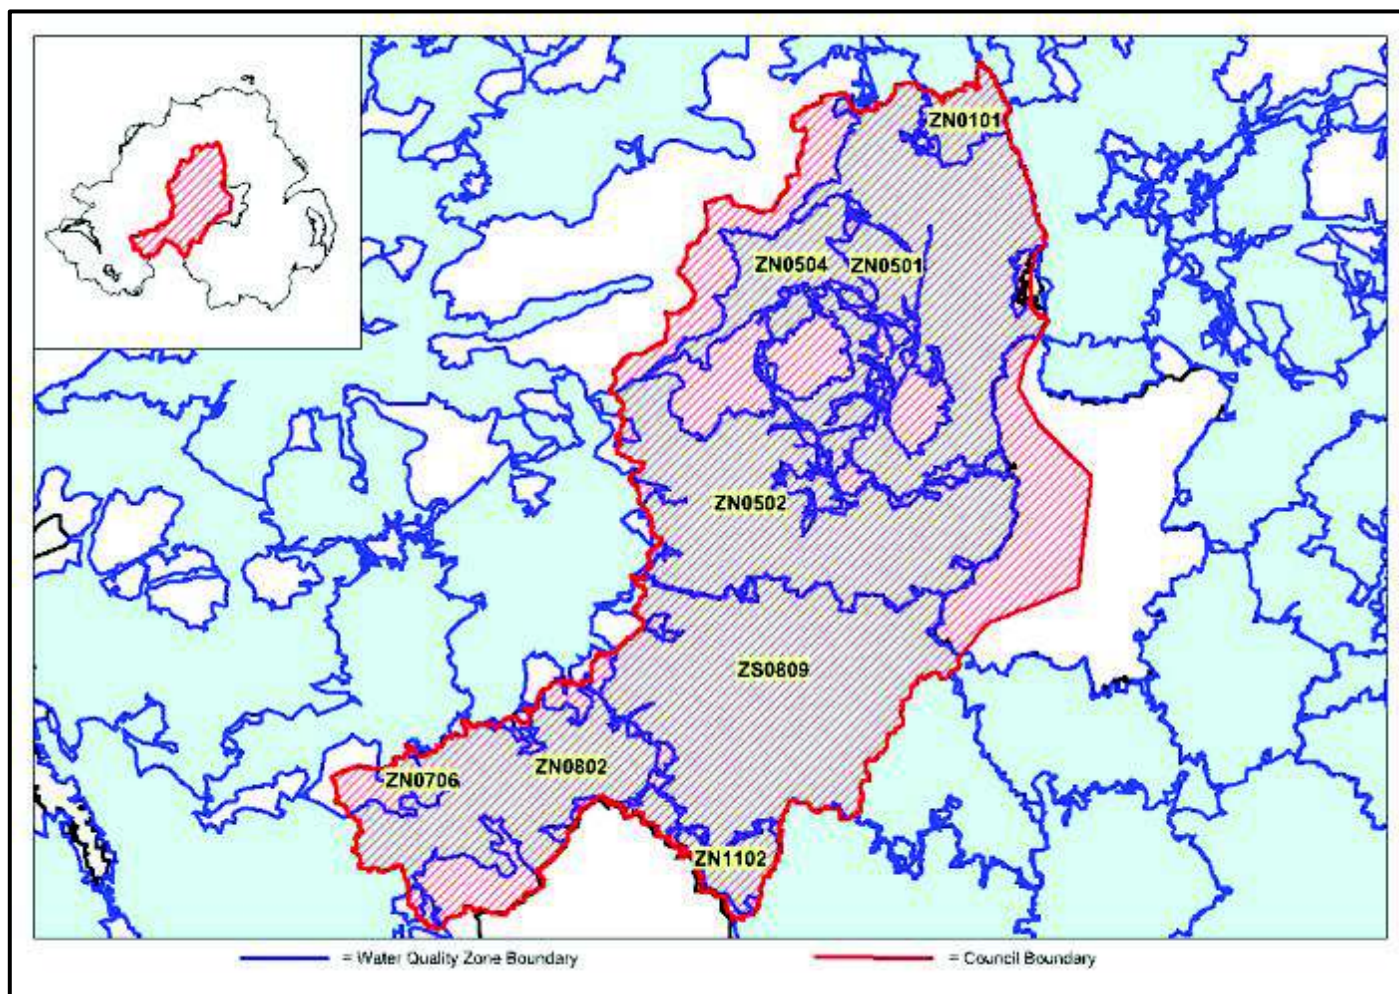 ZN0101
ZN0504
ZN0501
ZN0502
ZS0809
ZN0802
ZN0706
ZN1102
= Water Quality Zone Boundary
= Council Boundary